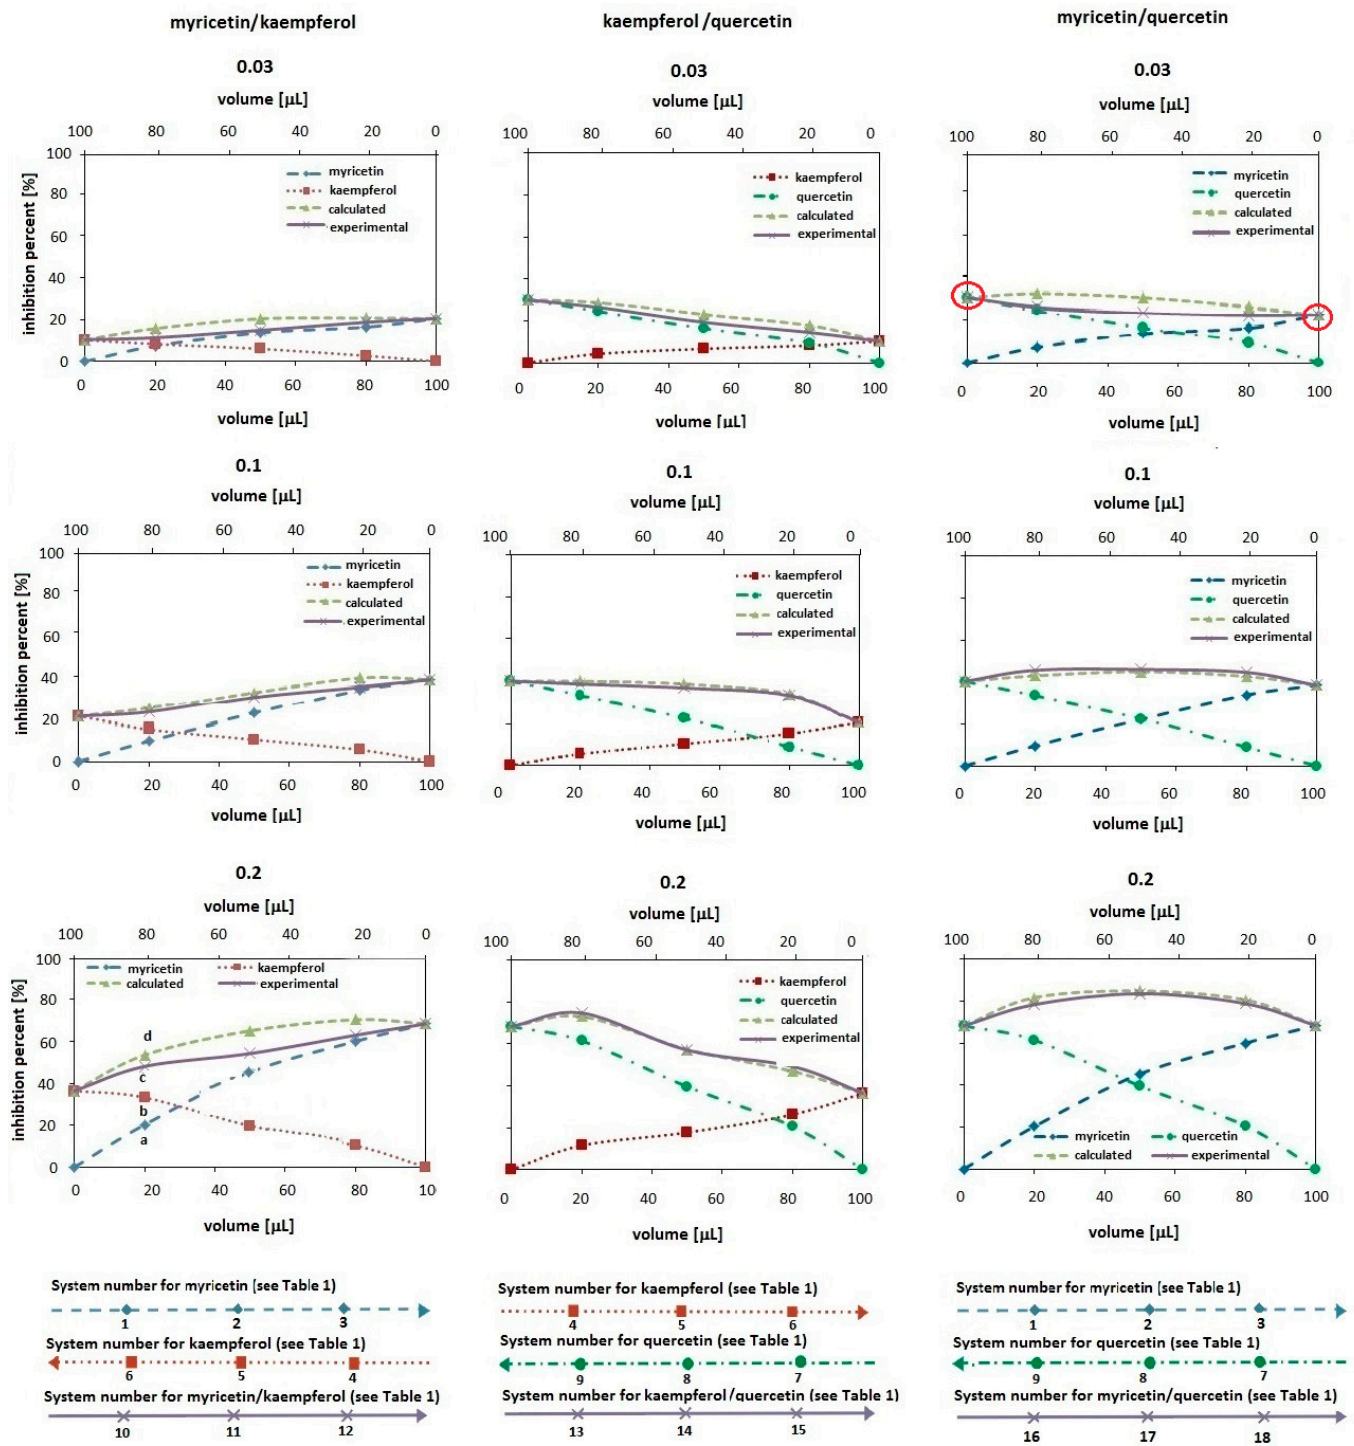 myricetin/kaempferol
0.03
volume [µL]
100 80 60 40 20 0
100
80
60
40
20
0
inhibition percent [%]
myricetin
kaempferol
calculated
experimental
0 20 40 60 80 100
volume [µL]
kaempferol/quercetin
0.03
volume [µL]
100 80 60 40 20 0
kaempferol
quercetin
calculated
experimental
0 20 40 60 80 100
volume [µL]
myricetin/quercetin
0.03
volume [µL]
100 80 60 40 20 0
myricetin
quercetin
calculated
experimental
0 20 40 60 80 100
volume [µL]
0.1
volume [µL]
100 80 60 40 20 0
100
80
60
40
20
0
inhibition percent [%]
myricetin
kaempferol
calculated
experimental
0 20 40 60 80 100
volume [µL]
0.1
volume [µL]
100 80 60 40 20 0
kaempferol
quercetin
calculated
experimental
0 20 40 60 80 100
volume [µL]
0.1
volume [µL]
100 80 60 40 20 0
myricetin
quercetin
calculated
experimental
0 20 40 60 80 100
volume [µL]
0.2
volume [µL]
100 80 60 40 20 0
100
80
60
40
20
0
inhibition percent [%]
myricetin kaempferol
calculated experimental
d
c
b
a
0 20 40 60 80 10
volume [µL]
0.2
volume [µL]
100 80 60 40 20 0
kaempferol
quercetin
calculated
experimental
0 20 40 60 80 100
volume [µL]
0.2
volume [µL]
100 80 60 40 20 0
myricetin quercetin
calculated experimental
0 20 40 60 80 100
volume [µL]
System number for myricetin (see Table 1)
1 2 3
System number for kaempferol (see Table 1)
6 5 4
System number for myricetin/kaempferol (see Table 1)
10 11 12
System number for kaempferol (see Table 1)
4 5 6
System number for quercetin (see Table 1)
9 8 7
System number for kaempferol/quercetin (see Table 1)
13 14 15
System number for myricetin (see Table 1)
1 2 3
System number for quercetin (see Table 1)
9 8 7
System number for myricetin/quercetin (see Table 1)
16 17 18